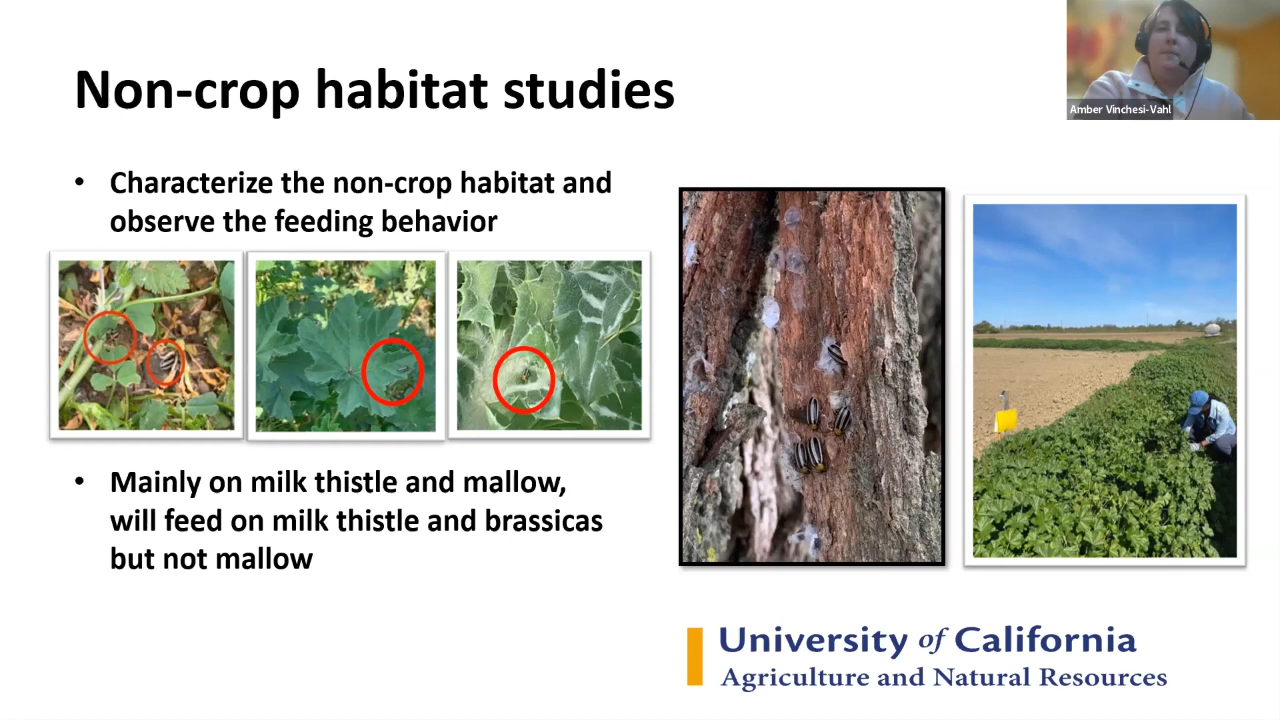 Non-crop habitat studies
Amber Vinchesi-Vahl
• Characterize the non-crop habitat and
observe the feeding behavior
• Mainly on milk thistle and mallow,
will feed on milk thistle and brassicas
but not mallow
University of California
Agriculture and Natural Resources